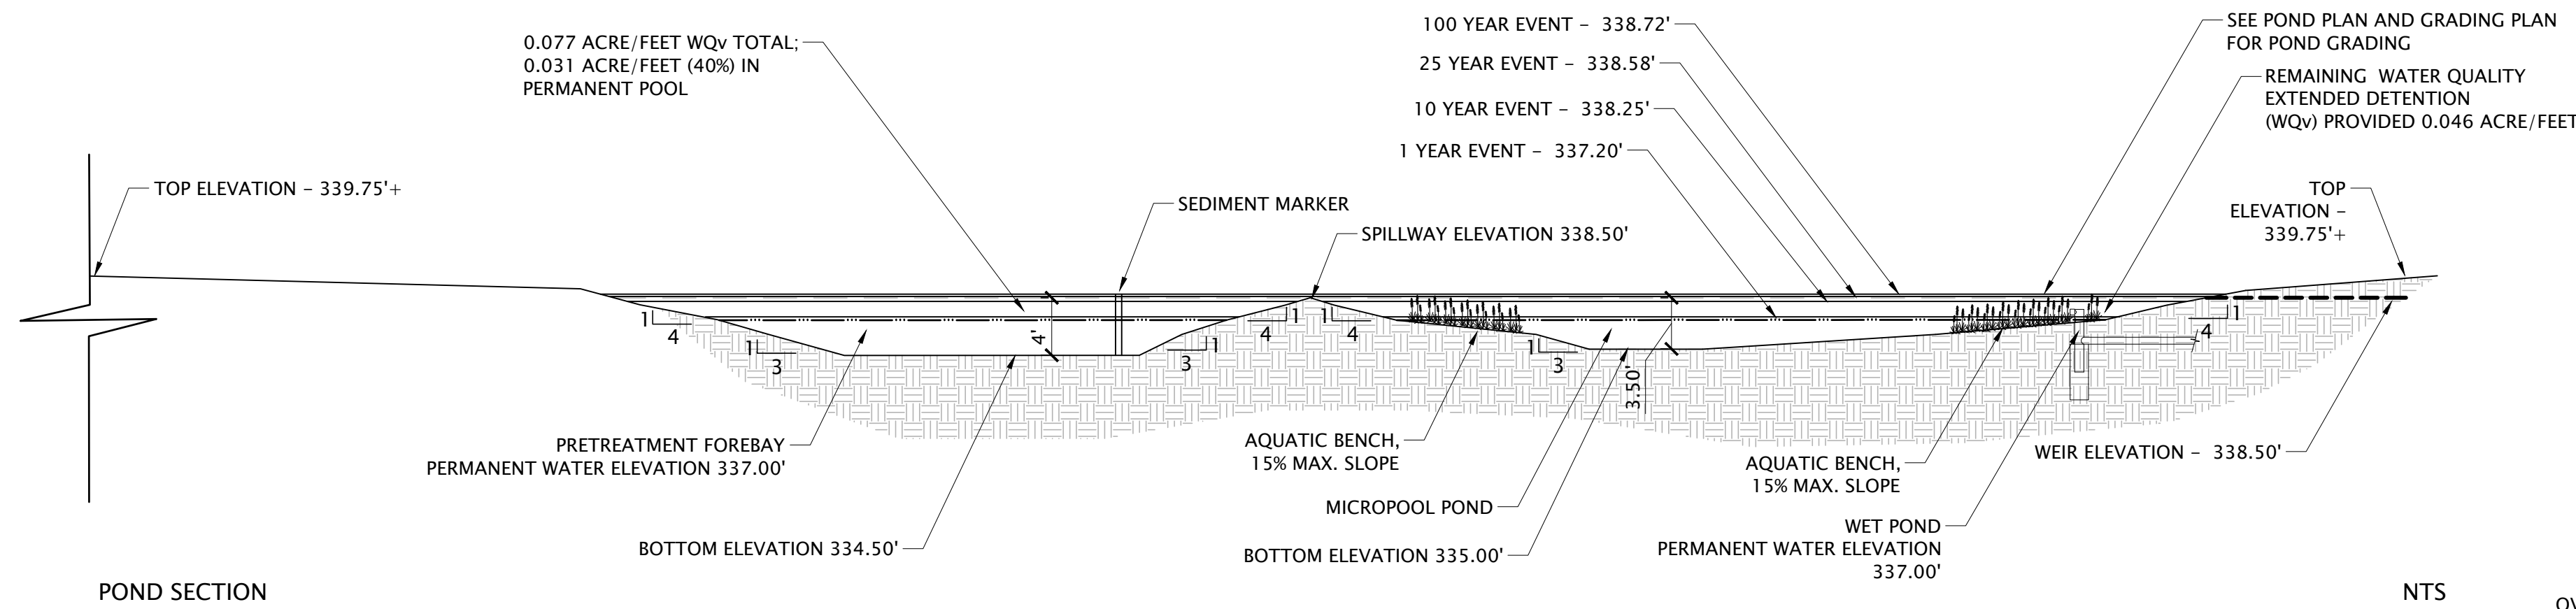 0.077 ACRE/FEET WQv TOTAL;
0.031 ACRE/FEET (40%) IN
PERMANENT POOL
100 YEAR EVENT – 338.72'
25 YEAR EVENT – 338.58'
10 YEAR EVENT – 338.25'
1 YEAR EVENT – 337.20'
SEE POND PLAN AND GRADING PLAN
FOR POND GRADING
REMAINING WATER QUALITY
EXTENDED DETENTION
(WQv) PROVIDED 0.046 ACRE/FEET
TOP ELEVATION – 339.75'+
SEDIMENT MARKER
SPILLWAY ELEVATION 338.50'
TOP
ELEVATION –
339.75'+
1
4
1
3
4'
1
3
1
4
1
4
1
3
3.50'
1
4
PRETREATMENT FOREBAY
PERMANENT WATER ELEVATION 337.00'
BOTTOM ELEVATION 334.50'
AQUATIC BENCH,
15% MAX. SLOPE
MICROPOOL POND
BOTTOM ELEVATION 335.00'
AQUATIC BENCH,
15% MAX. SLOPE
WET POND
PERMANENT WATER ELEVATION
337.00'
WEIR ELEVATION – 338.50'
POND SECTION
NTS